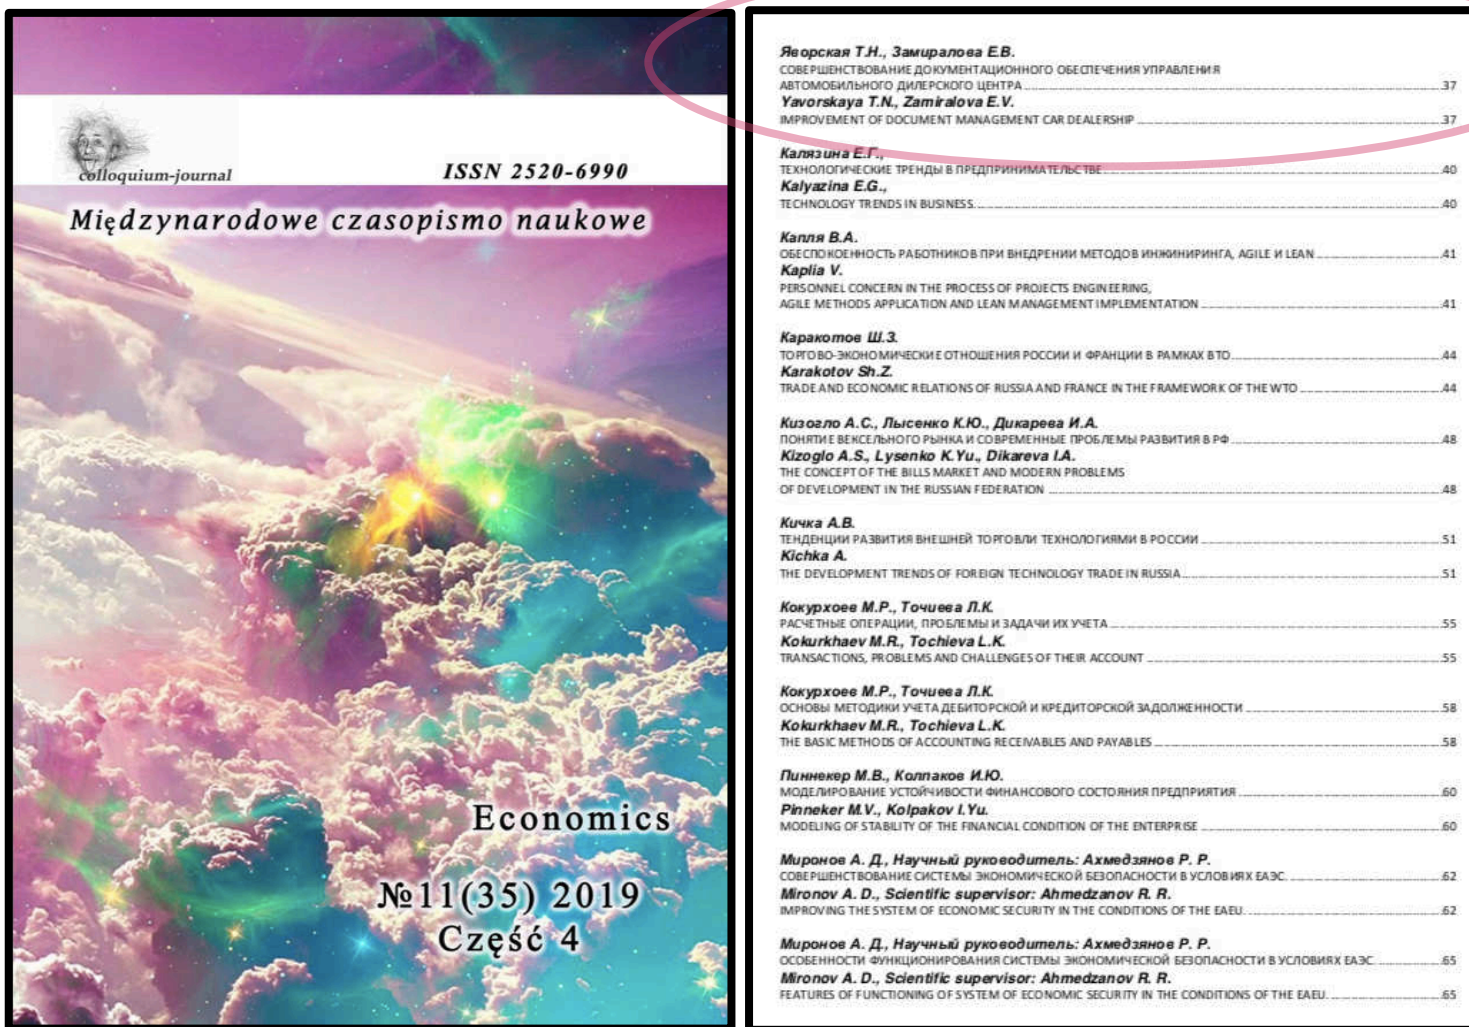 colloquium-journal
ISSN 2520-6990
Międzynarodowe czasopismo naukowe
Economics
№11(35) 2019
Część 4
Яворская Т.Н., Замиралова Е.В.
СОВЕРШЕНСТВОВАНИЕ ДОКУМЕНТАЦИОННОГО ОБЕСПЕЧЕНИЯ УПРАВЛЕНИЯ
АВТОМОБИЛЬНОГО ДИЛЕРСКОГО ЦЕНТРА 37
Yavorskaya T.N., Zamiralova E.V.
IMPROVEMENT OF DOCUMENT MANAGEMENT CAR DEALERSHIP 37
Калязина Е.Г.,
ТЕХНОЛОГИЧЕСКИЕ ТРЕНДЫ В ПРЕДПРИНИМАТЕЛЬСТВЕ 40
Kalyazina E.G.,
TECHNOLOGY TRENDS IN BUSINESS 40
Капля В.А.
ОБЕСПОКОЕННОСТЬ РАБОТНИКОВ ПРИ ВНЕДРЕНИИ МЕТОДОВ ИНЖИНИРИНГА, AGILE И LEAN 41
Kaplia V.
PERSONNEL CONCERN IN THE PROCESS OF PROJECTS ENGINEERING,
AGILE METHODS APPLICATION AND LEAN MANAGEMENT IMPLEMENTATION 41
Каракотов Ш.З.
ТОРГОВО-ЭКОНОМИЧЕСКИЕ ОТНОШЕНИЯ РОССИИ И ФРАНЦИИ В РАМКАХ ВТО 44
Karakotov Sh.Z.
TRADE AND ECONOMIC RELATIONS OF RUSSIA AND FRANCE IN THE FRAMEWORK OF THE WTO 44
Кизогло А.С., Лысенко К.Ю., Дикарева И.А.
ПОНЯТИЕ ВЕКСЕЛЬНОГО РЫНКА И СОВРЕМЕННЫЕ ПРОБЛЕМЫ РАЗВИТИЯ В РФ 48
Kizoglo A.S., Lysenko K.Yu., Dikareva I.A.
THE CONCEPT OF THE BILLS MARKET AND MODERN PROBLEMS
OF DEVELOPMENT IN THE RUSSIAN FEDERATION 48
Кичка А.В.
ТЕНДЕНЦИИ РАЗВИТИЯ ВНЕШНЕЙ ТОРГОВЛИ ТЕХНОЛОГИЯМИ В РОССИИ 51
Kichka A.
THE DEVELOPMENT TRENDS OF FOREIGN TECHNOLOGY TRADE IN RUSSIA 51
Кокурхоев М.Р., Точиева Л.К.
РАСЧЕТНЫЕ ОПЕРАЦИИ, ПРОБЛЕМЫ И ЗАДАЧИ ИХ УЧЕТА 55
Kokurkhaev M.R., Tochieva L.K.
TRANSACTIONS, PROBLEMS AND CHALLENGES OF THEIR ACCOUNT 55
Кокурхоев М.Р., Точиева Л.К.
ОСНОВЫ МЕТОДИКИ УЧЕТА ДЕБИТОРСКОЙ И КРЕДИТОРСКОЙ ЗАДОЛЖЕННОСТИ 58
Kokurkhaev M.R., Tochieva L.K.
THE BASIC METHODS OF ACCOUNTING RECEIVABLES AND PAYABLES 58
Пиннекер М.В., Колпаков И.Ю.
МОДЕЛИРОВАНИЕ УСТОЙЧИВОСТИ ФИНАНСОВОГО СОСТОЯНИЯ ПРЕДПРИЯТИЯ 60
Pinneker M.V., Kolpakov I.Yu.
MODELING OF STABILITY OF THE FINANCIAL CONDITION OF THE ENTERPRISE 60
Миронов А. Д., Научный руководитель: Ахмедзянов Р. Р.
СОВЕРШЕНСТВОВАНИЕ СИСТЕМЫ ЭКОНОМИЧЕСКОЙ БЕЗОПАСНОСТИ В УСЛОВИЯХ ЕАЭС. 62
Mironov A. D., Scientific supervisor: Ahmedzanov R. R.
IMPROVING THE SYSTEM OF ECONOMIC SECURITY IN THE CONDITIONS OF THE EAEU. 62
Миронов А. Д., Научный руководитель: Ахмедзянов Р. Р.
ОСОБЕННОСТИ ФУНКЦИОНИРОВАНИЯ СИСТЕМЫ ЭКОНОМИЧЕСКОЙ БЕЗОПАСНОСТИ В УСЛОВИЯХ ЕАЭС. 65
Mironov A. D., Scientific supervisor: Ahmedzanov R. R.
FEATURES OF FUNCTIONING OF SYSTEM OF ECONOMIC SECURITY IN THE CONDITIONS OF THE EAEU. 65